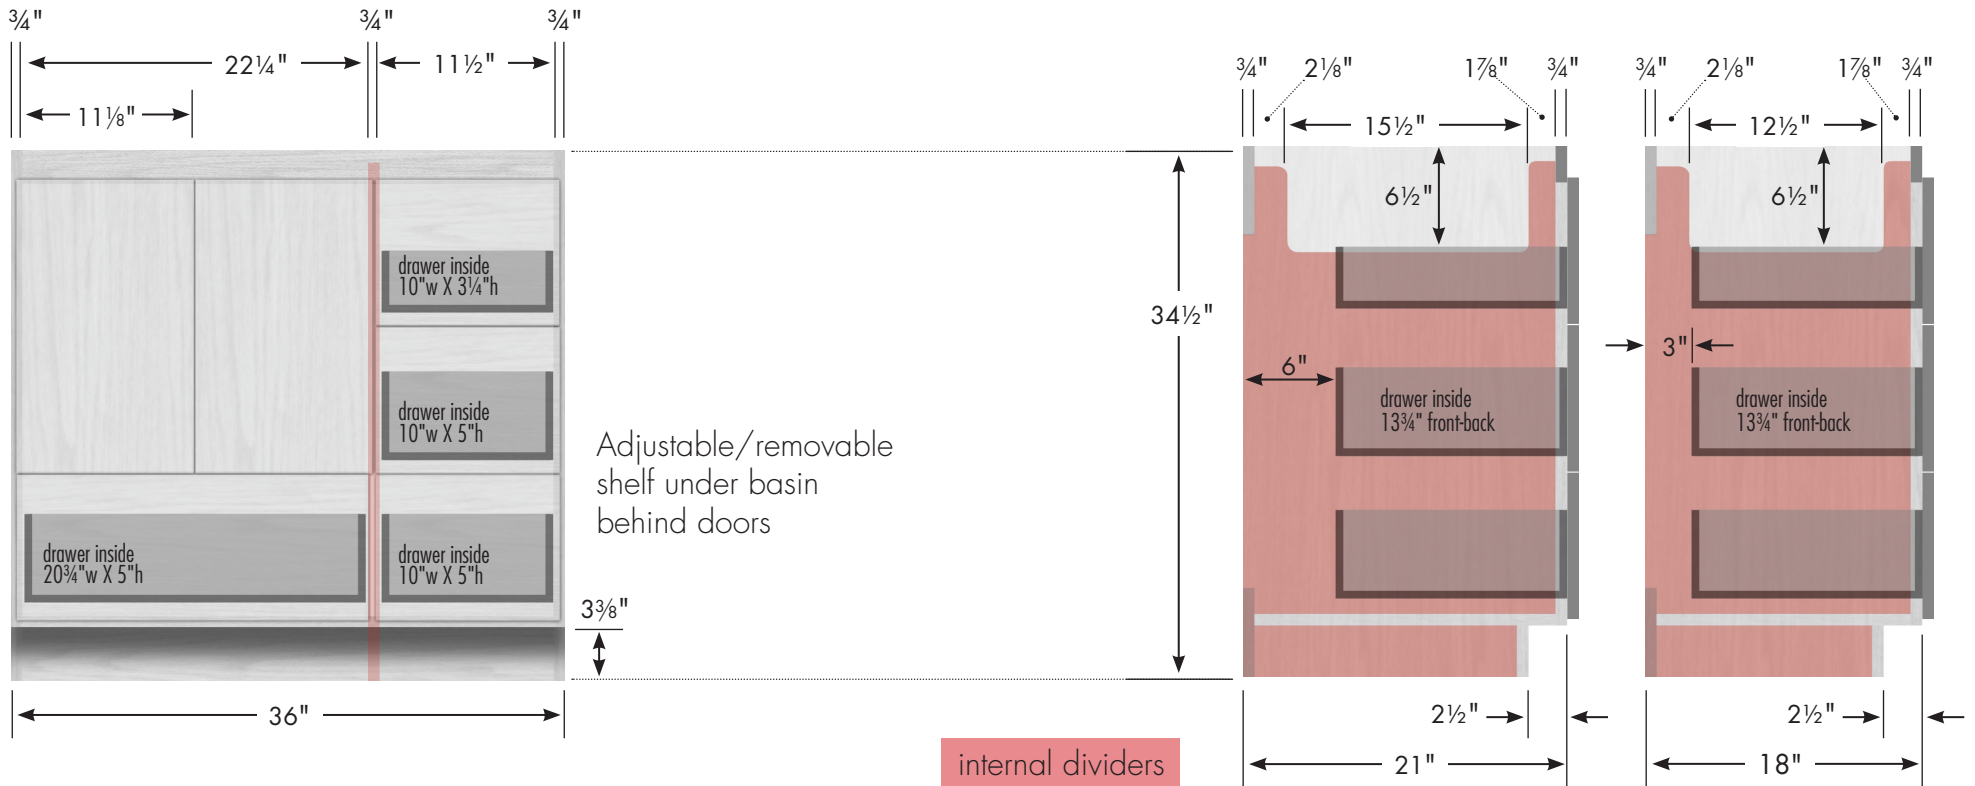 ¾"
¾"
¾"
22¼"
11½"
11⅛"
drawer inside
10"w X 3¼"h
drawer inside
10"w X 5"h
drawer inside
20¾"w X 5"h
drawer inside
10"w X 5"h
36"
3⅜"
Adjustable/removable
shelf under basin
behind doors
34½"
internal dividers
¾"
2⅛"
1⅞"
¾"
15½"
6½"
6"
drawer inside
13¾" front-back
2½"
21"
¾"
2⅛"
1⅞"
¾"
12½"
6½"
3"
drawer inside
13¾" front-back
2½"
18"